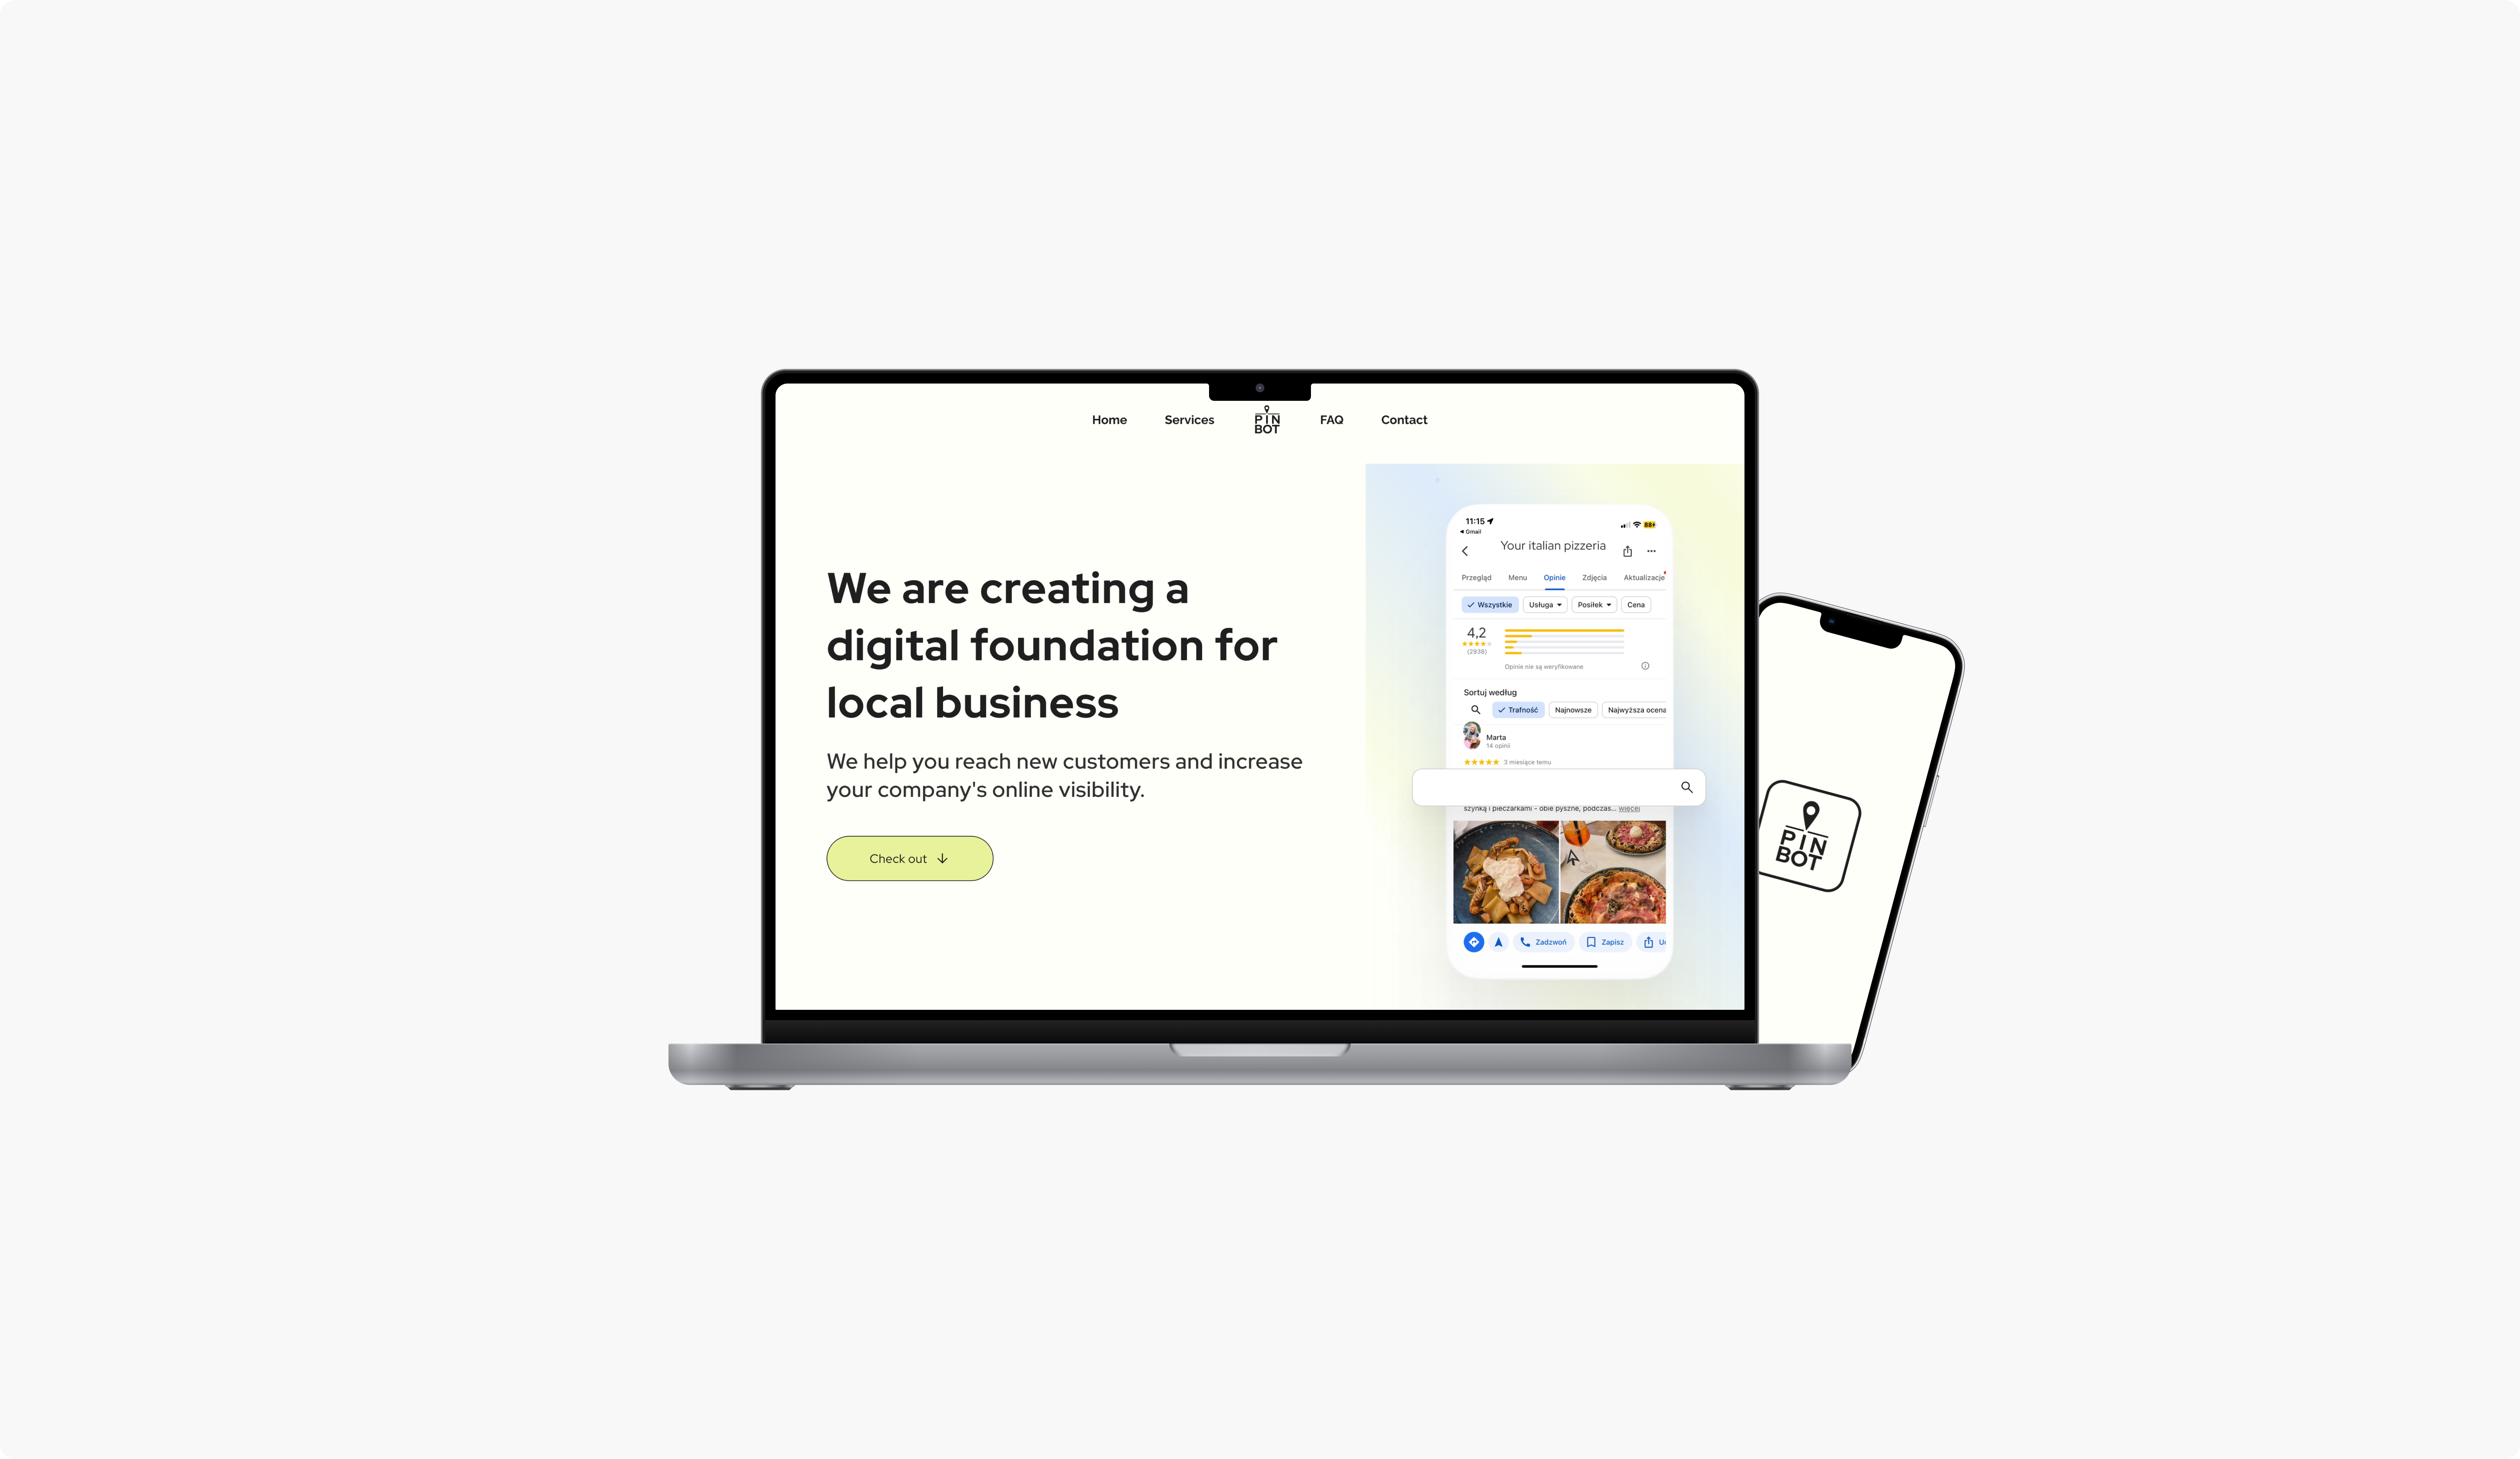 Home Services PIN BOT FAQ Contact
We are creating a
digital foundation for
local business
We help you reach new customers and increase
your company's online visibility.
Check out
11:15
Gmail
88+
Your italian pizzeria
Przegląd Menu Opinie Zdjęcia Aktualizacje
Wszystkie Usługa Posiłek Cena
4,2
(2938)
Opinie nie są weryfikowane
Sortuj według
Trafność Najnowsze Najwyższa ocena
Marta
14 opinii
3 miesiące temu
szynką i pieczarkami - obie pyszne, podczas... więcej
Zadzwoń Zapisz
PIN
BOT